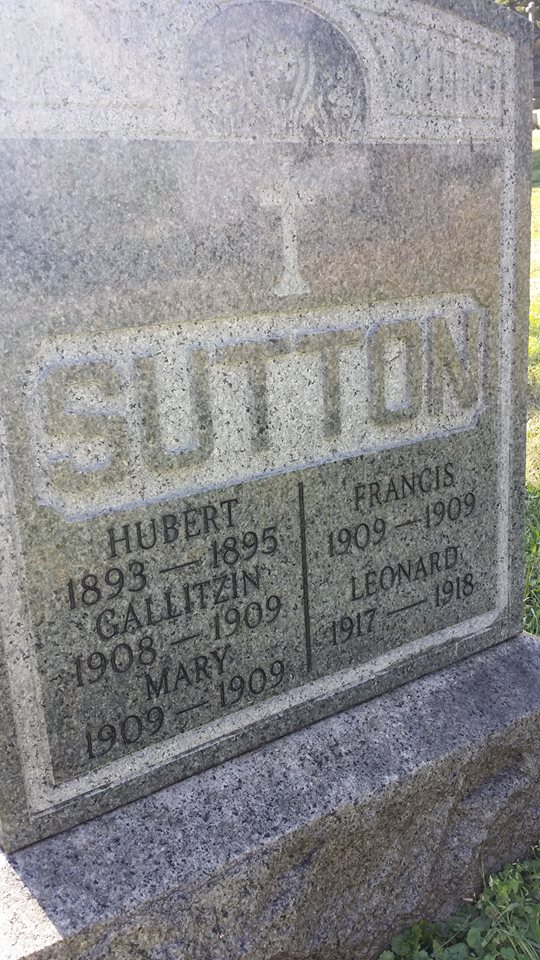 SUTTON
HUBERT
1893 — 1895
GALLITZIN
1908 — 1909
MARY
1909 — 1909
FRANCIS
1909 — 1909
LEONARD
1917 — 1918